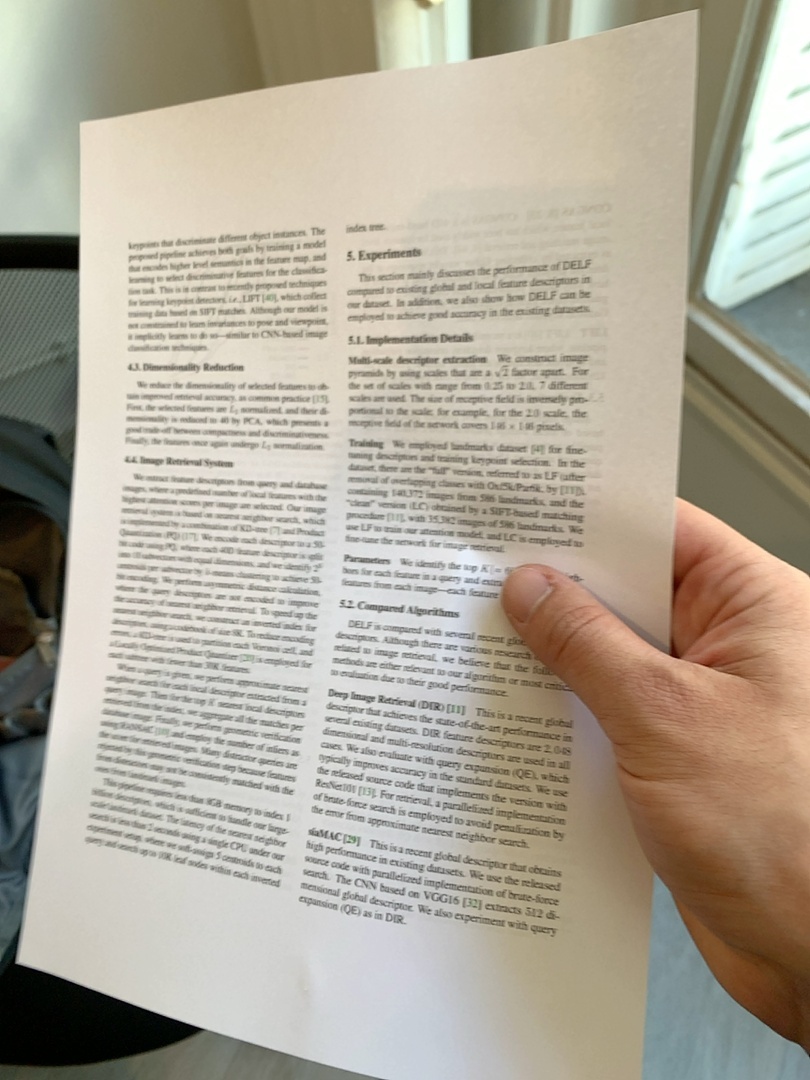 keypoints that discriminate different object instances. The
proposed pipeline achieves both goals by training a model
that encodes higher level semantics in the feature map, and
learning to select discriminative features for the classifica-
tion task. This is in contrast to recently proposed techniques
for learning keypoint detectors, i.e., LIFT [40], which collect
training data based on SIFT matches. Although our model is
not constrained to learn invariances to pose and viewpoint,
it implicitly learns to do so—similar to CNN-based image
classification techniques.
4.3. Dimensionality Reduction
We reduce the dimensionality of selected features to ob-
tain improved retrieval accuracy, as common practice [15].
First, the selected features are L2 normalized, and their di-
mensionality is reduced to 40 by PCA, which presents a
good trade-off between compactness and discriminativeness.
Finally, the features once again undergo L2 normalization.
4.4. Image Retrieval System
We extract feature descriptors from query and database
images, where a predefined number of local features with the
highest attention scores per image are selected. Our image
retrieval system is based on nearest neighbor search, which
is implemented by a combination of KD-tree [7] and Product
Quantization (PQ) [17]. We encode each descriptor to a 50-
bit code using PQ, where each 40D feature descriptor is split
into 10 subvectors with equal dimensions, and we identify 2^5
centroids per subvector by k-means clustering to achieve 50-
bit encoding. We perform asymmetric distance calculation,
where the query descriptors are not encoded to improve
the accuracy of nearest neighbor retrieval. To speed up the
nearest neighbor search, we construct an inverted index for
descriptors, using a codebook of size 8K. To reduce encoding
errors, a KD-tree is used to partition each Voronoi cell, and
a Locally Optimized Product Quantizer [20] is employed for
each subtree with fewer than 30K features.
When a query is given, we perform approximate nearest
neighbor search for each local descriptor extracted from a
query image. Then for the top K nearest local descriptors
retrieved from the index, we aggregate all the matches per
database image. Finally, we perform geometric verification
using RANSAC [10] and employ the number of inliers as
the score for retrieved images. Many distractor queries are
rejected by this geometric verification step because features
from distractors may not be consistently matched with the
ones from landmark images.
This pipeline requires less than 8GB memory to index 1
billion descriptors, which is sufficient to handle our large-
scale landmark dataset. The latency of the nearest neighbor
search is less than 2 seconds using a single CPU under our
experiment setup, where we soft-assign 5 centroids to each
query and search up to 10K leaf nodes within each inverted
index tree.
5. Experiments
This section mainly discusses the performance of DELF
compared to existing global and local feature descriptors in
our dataset. In addition, we also show how DELF can be
employed to achieve good accuracy in the existing datasets.
5.1. Implementation Details
Multi-scale descriptor extraction We construct image
pyramids by using scales that are a √2 factor apart. For
the set of scales with range from 0.25 to 2.0, 7 different
scales are used. The size of receptive field is inversely pro-
portional to the scale; for example, for the 2.0 scale, the
receptive field of the network covers 146 × 146 pixels.
Training We employed landmarks dataset [4] for fine-
tuning descriptors and training keypoint selection. In the
dataset, there are the "full" version, referred to as LF (after
removal of overlapping classes with Oxf5k/Par6k, by [11]),
containing 140,372 images from 586 landmarks, and the
"clean" version (LC) obtained by a SIFT-based matching
procedure [11], with 35,382 images of 586 landmarks. We
use LF to train our attention model, and LC is employed to
fine-tune the network for image retrieval.
Parameters We identify the top K(=
bors for each feature in a query and
features from each image—each feature
5.2. Compared Algorithms
DELF is compared with several recent
descriptors. Although there are various research
related to image retrieval, we believe that the
methods are either relevant to our algorithm or most
to evaluation due to their good performance.
Deep Image Retrieval (DIR) [11] This is a recent global
descriptor that achieves the state-of-the-art performance in
several existing datasets. DIR feature descriptors are 2,048
dimensional and multi-resolution descriptors are used in all
cases. We also evaluate with query expansion (QE), which
typically improves accuracy in the standard datasets. We use
the released source code that implements the version with
ResNet101 [13]. For retrieval, a parallelized implementation
of brute-force search is employed to avoid penalization by
the error from approximate nearest neighbor search.
siaMAC [29] This is a recent global descriptor that obtains
high performance in existing datasets. We use the released
source code with parallelized implementation of brute-force
search. The CNN based on VGG16 [32] extracts 512 di-
mensional global descriptor. We also experiment with query
expansion (QE) as in DIR.